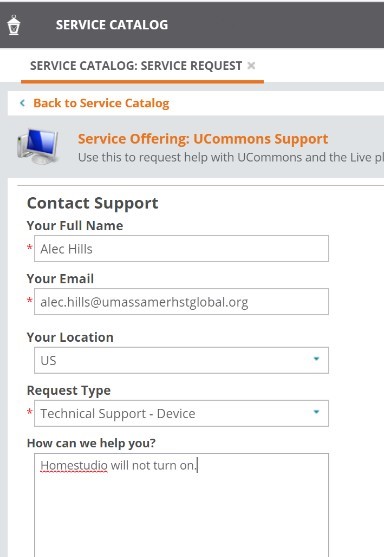 SERVICE CATALOG
SERVICE CATALOG: SERVICE REQUEST ×
‹ Back to Service Catalog
Service Offering: UCommons Support
Use this to request help with UCommons and the Live pl
Contact Support
Your Full Name
* Alec Hills
Your Email
* alec.hills@umassamerhstglobal.org
Your Location
US
Request Type
* Technical Support - Device
How can we help you?
Homestudio will not turn on.